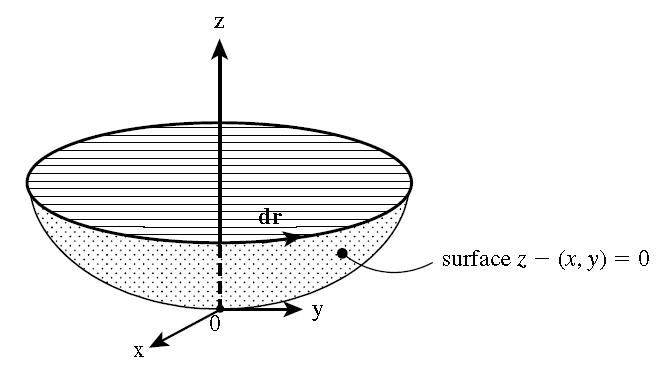 z
dr
surface z − (x, y) = 0
0
y
x